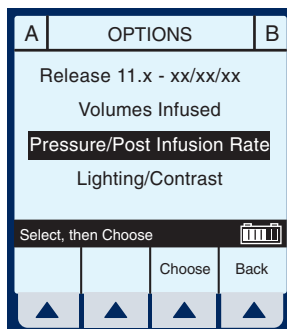 A OPTIONS B
Release 11.x - xx/xx/xx
Volumes Infused
Pressure/Post Infusion Rate
Lighting/Contrast
Select, then Choose
Choose Back